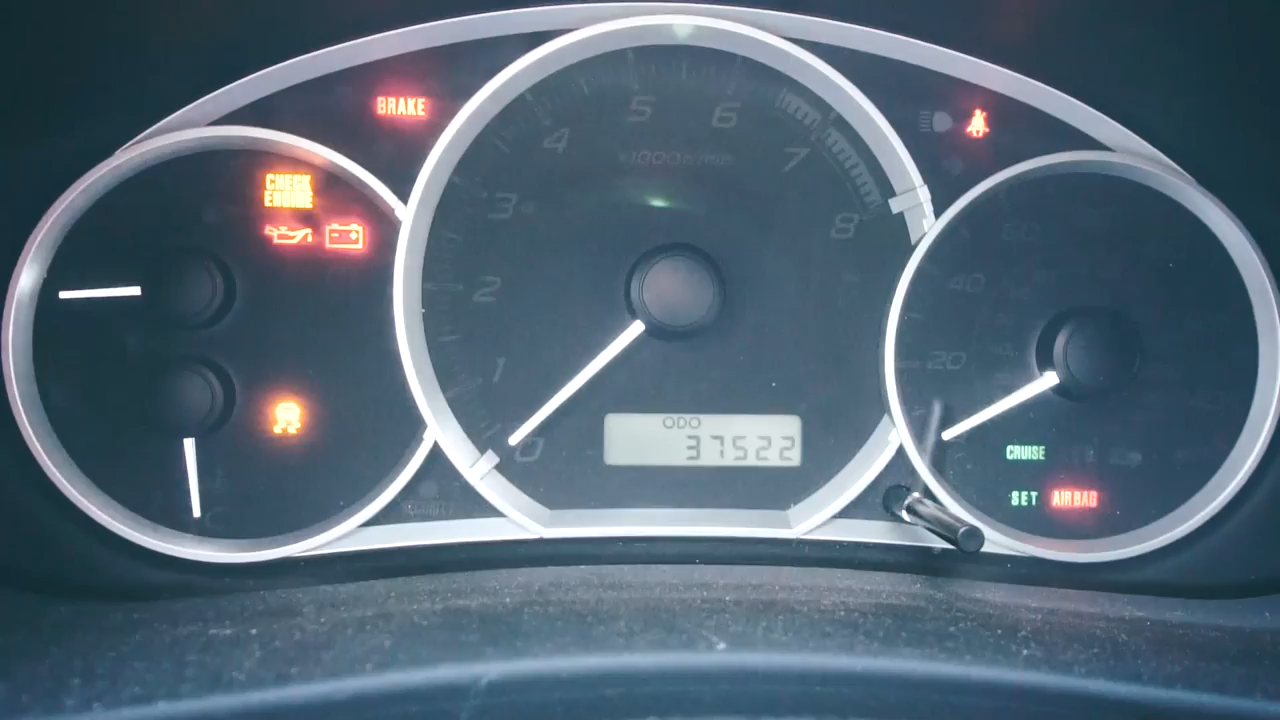 BRAKE
CHECK
ENGINE
0
1
2
3
4
5
6
7
8
x1000r/min
ODO
37522
20
40
60
CRUISE
SET
AIRBAG
SECURITY